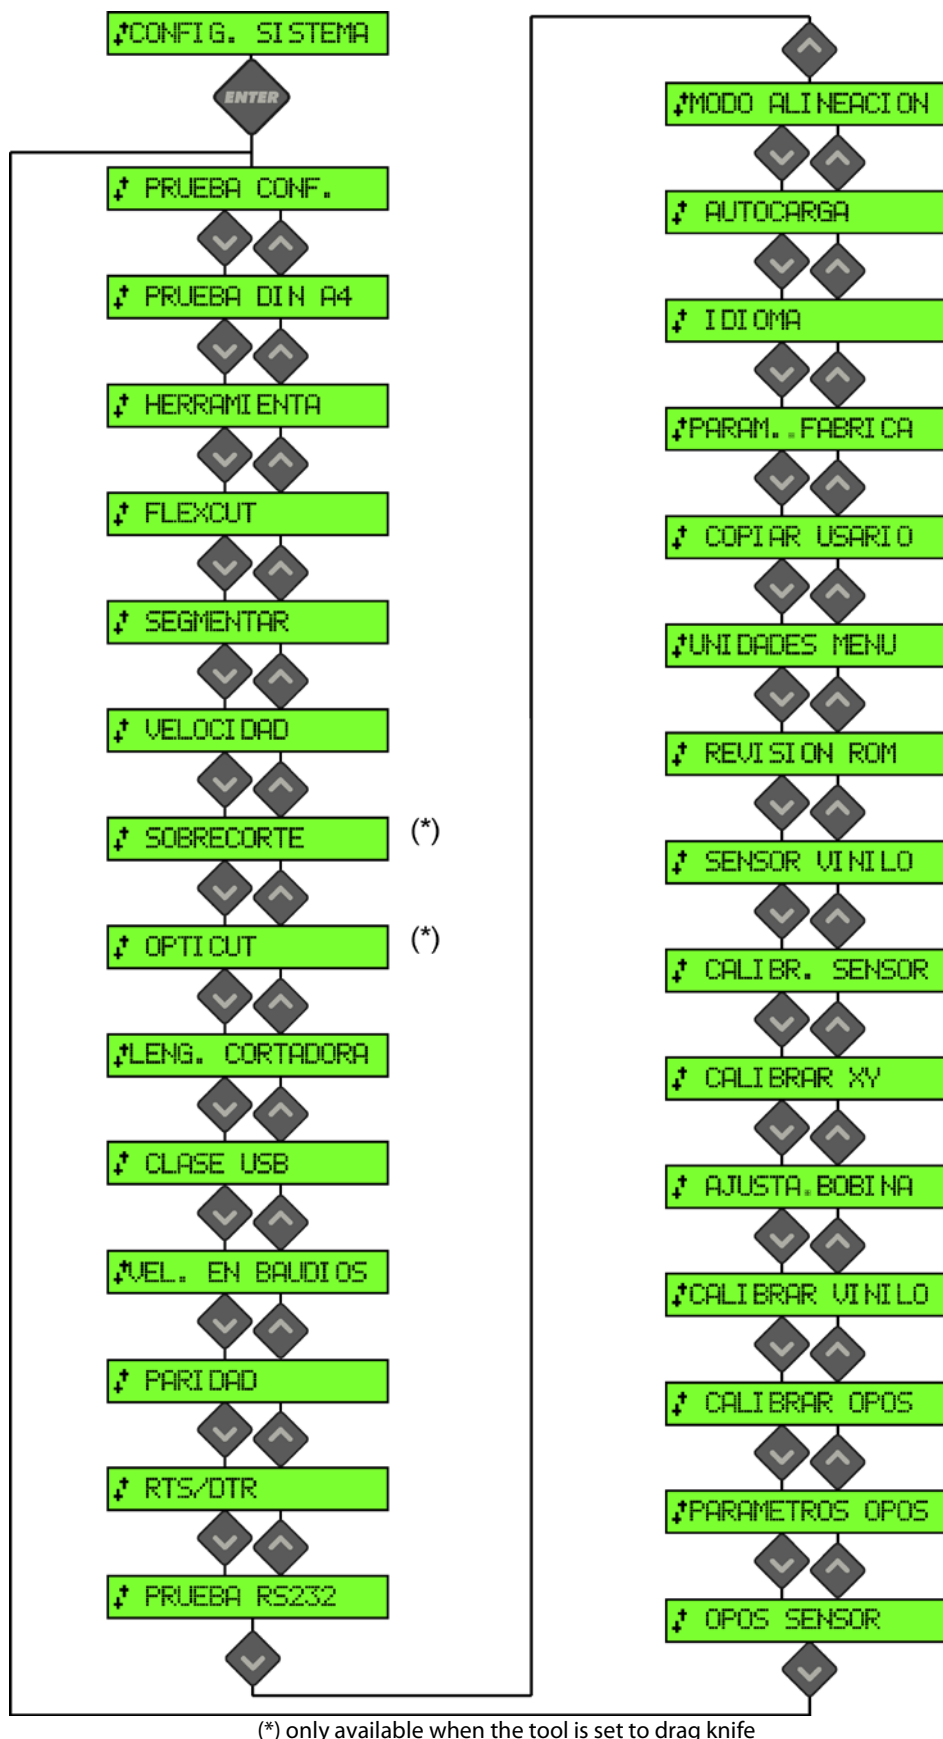 CONFIG. SISTEMA
ENTER
PRUEBA CONF.
PRUEBA DIN A4
HERRAMIENTA
FLEXCUT
SEGMENTAR
VELOCIDAD
SOBRECORTE (*)
OPTICUT (*)
LENG. CORTADORA
CLASE USB
VEL. EN BAUDIOS
PARIDAD
RTS/DTR
PRUEBA RS232
MODO ALINEACION
AUTOCARGA
IDIOMA
PARAM..FABRICA
COPIAR USARIO
UNIDADES MENU
REVISION ROM
SENSOR VINILO
CALIBR. SENSOR
CALIBRAR XY
AJUSTA.BOBINA
CALIBRAR VINILO
CALIBRAR OPOS
PARAMETROS OPOS
OPOS SENSOR
(*) only available when the tool is set to drag knife